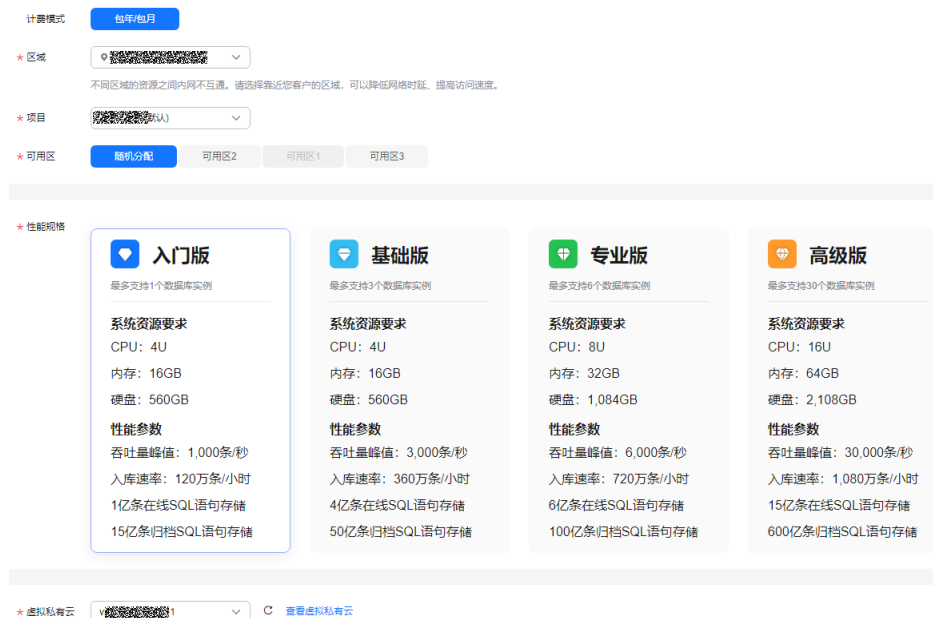 计费模式 包年/包月
* 区域
不同区域的资源之间内网不互通。请选择靠近您客户的区域，可以降低网络时延、提高访问速度。
* 项目 默认)
* 可用区 随机分配 可用区2 可用区1 可用区3
* 性能规格
入门版
最多支持1个数据库实例
系统资源要求
CPU：4U
内存：16GB
硬盘：560GB
性能参数
吞吐量峰值：1,000条/秒
入库速率：120万条/小时
1亿条在线SQL语句存储
15亿条归档SQL语句存储
基础版
最多支持3个数据库实例
系统资源要求
CPU：4U
内存：16GB
硬盘：560GB
性能参数
吞吐量峰值：3,000条/秒
入库速率：360万条/小时
4亿条在线SQL语句存储
50亿条归档SQL语句存储
专业版
最多支持6个数据库实例
系统资源要求
CPU：8U
内存：32GB
硬盘：1,084GB
性能参数
吞吐量峰值：6,000条/秒
入库速率：720万条/小时
6亿条在线SQL语句存储
100亿条归档SQL语句存储
高级版
最多支持30个数据库实例
系统资源要求
CPU：16U
内存：64GB
硬盘：2,108GB
性能参数
吞吐量峰值：30,000条/秒
入库速率：1,080万条/小时
15亿条在线SQL语句存储
600亿条归档SQL语句存储
* 虚拟私有云 查看虚拟私有云